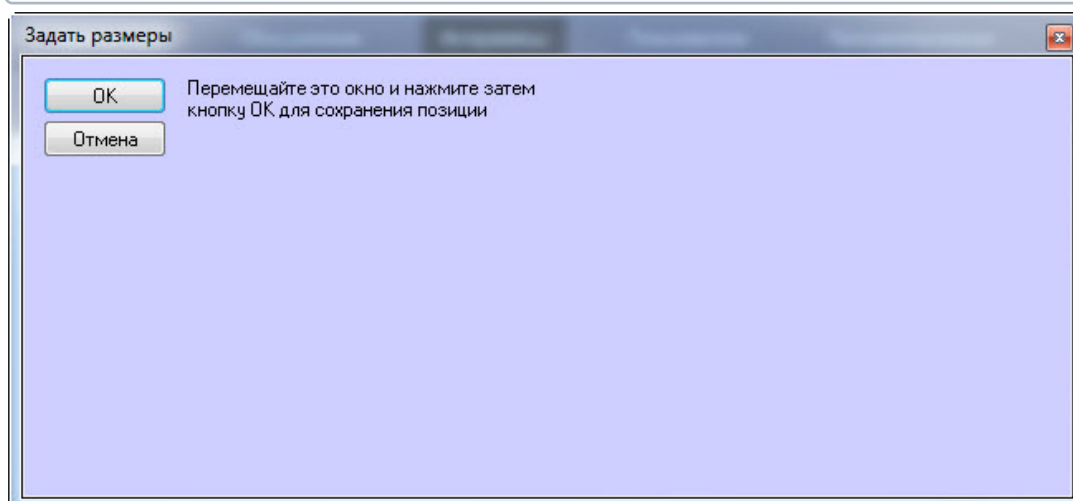 Задать размеры
OK
Перемещайте это окно и нажмите затем
кнопку OK для сохранения позиции
Отмена